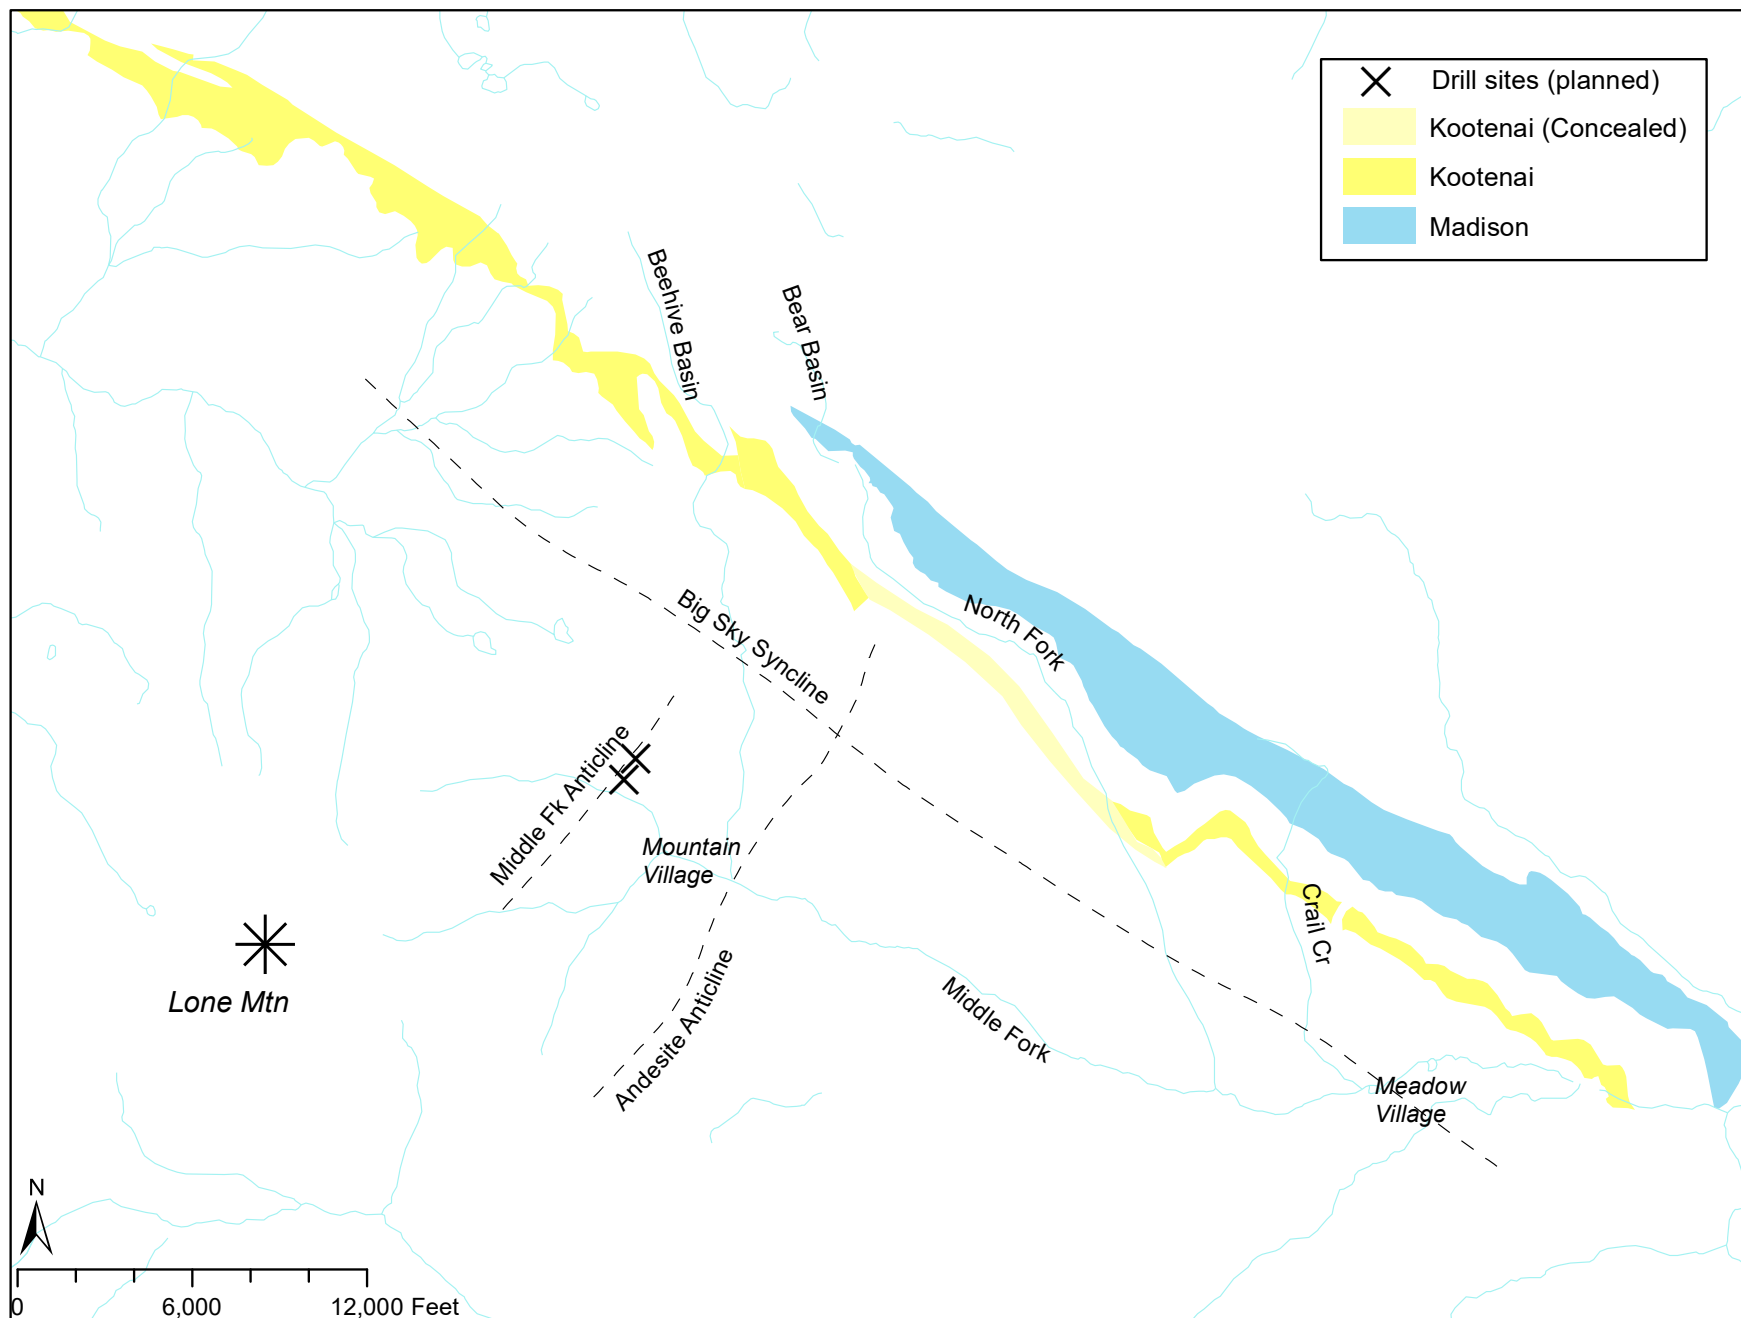 Drill sites (planned)
Kootenai (Concealed)
Kootenai
Madison
Beehive Basin
Bear Basin
North Fork
Big Sky Syncline
Middle Fk Anticline
Mountain
Village
Crail Cr
Lone Mtn
Andesite Anticline
Middle Fork
Meadow
Village
N
0
6,000
12,000 Feet